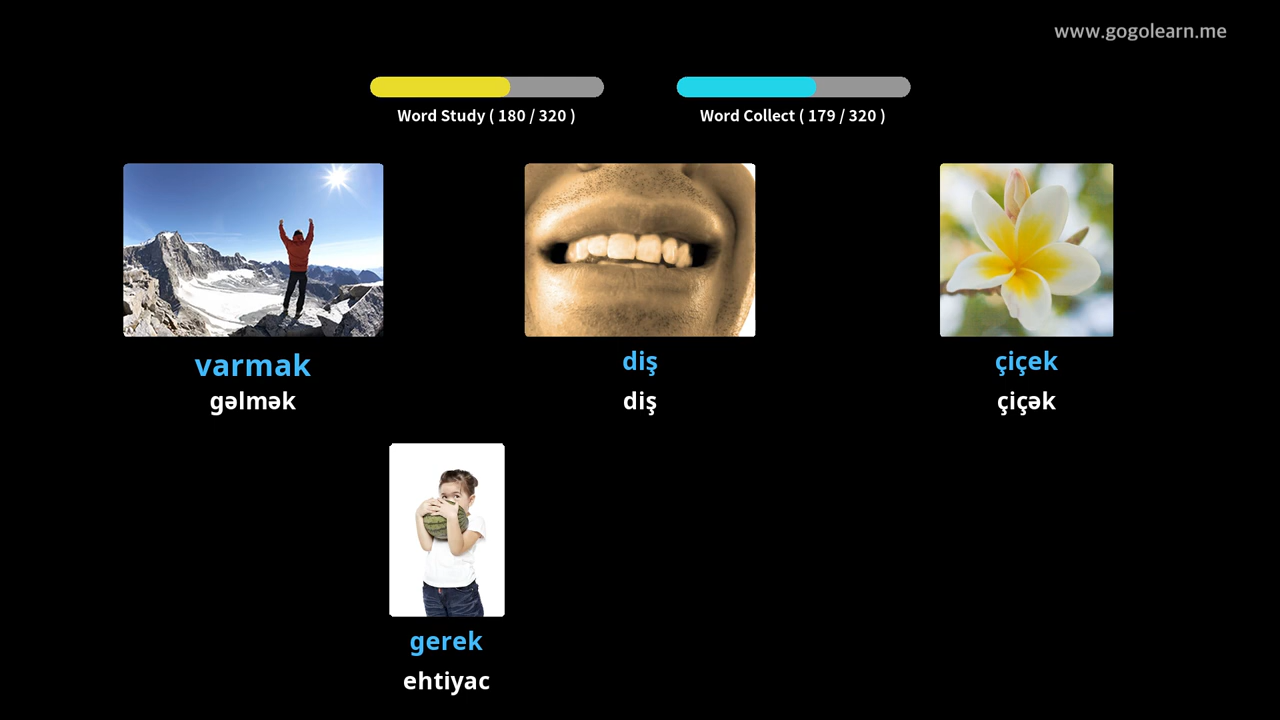 www.gogolearn.me
Word Study ( 180 / 320 )
Word Collect ( 179 / 320 )
varmak
gəlmək
diş
diş
çiçek
çiçək
gerek
ehtiyac